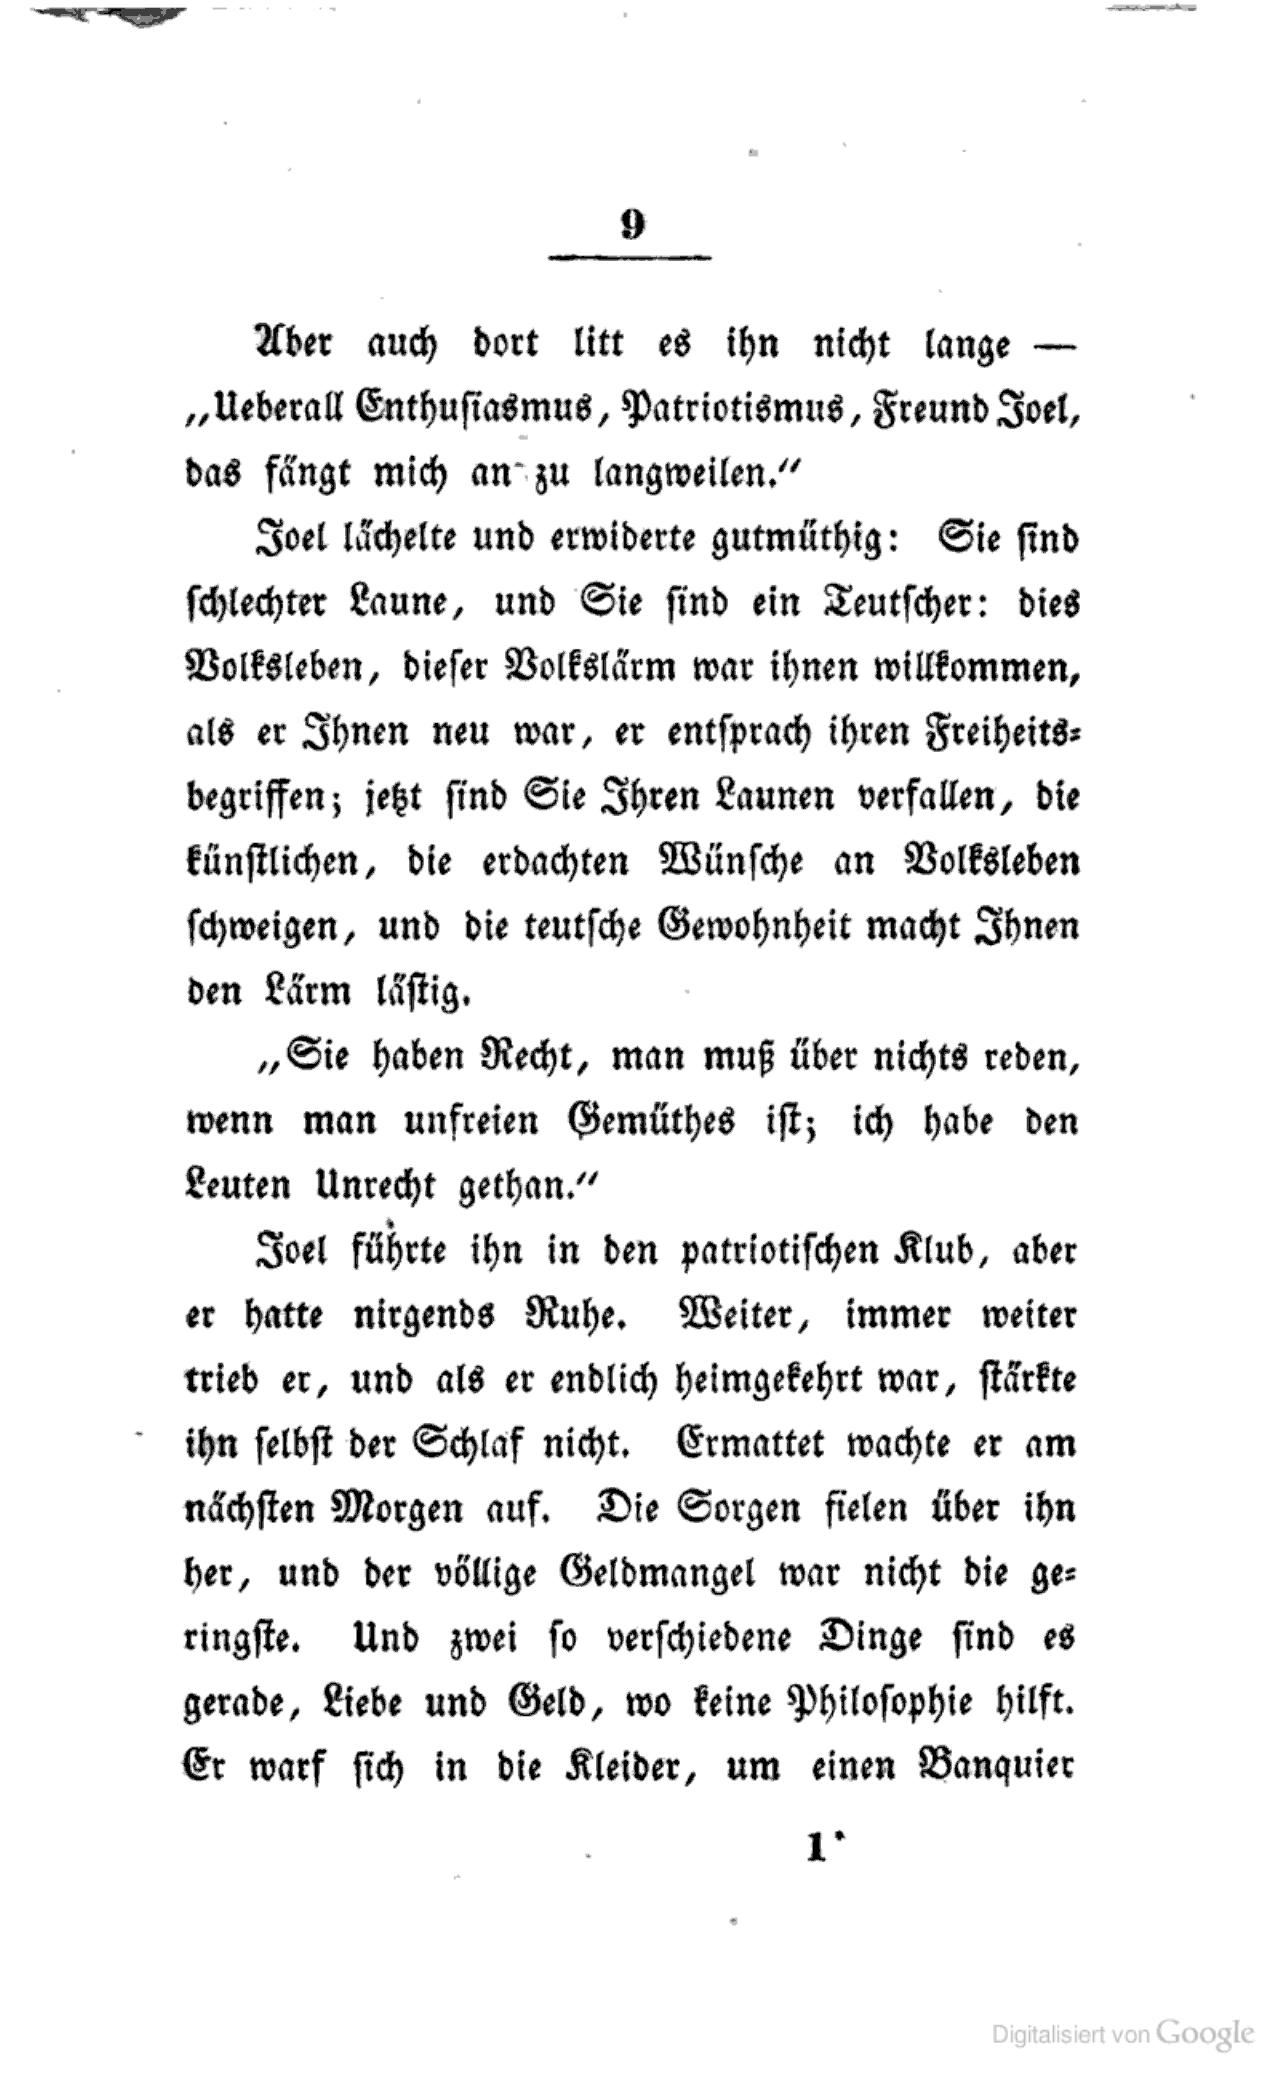 9
Aber auch dort litt es ihn nicht lange —
„Ueberall Enthuſiasmus, Patriotismus, Freund Joel,
das fängt mich an zu langweilen.“
Joel lächelte und erwiderte gutmüthig: Sie ſind
ſchlechter Laune, und Sie ſind ein Teutſcher: dies
Volksleben, dieſer Volkslärm war ihnen willkommen,
als er Ihnen neu war, er entſprach ihren Freiheits⸗
begriffen; jetzt ſind Sie Ihren Launen verfallen, die
künſtlichen, die erdachten Wünſche an Volksleben
ſchweigen, und die teutſche Gewohnheit macht Ihnen
den Lärm läſtig.
„Sie haben Recht, man muß über nichts reden,
wenn man unfreien Gemüthes iſt; ich habe den
Leuten Unrecht gethan.“
Joel führte ihn in den patriotiſchen Klub, aber
er hatte nirgends Ruhe. Weiter, immer weiter
trieb er, und als er endlich heimgekehrt war, ſtärkte
ihn ſelbſt der Schlaf nicht. Ermattet wachte er am
nächſten Morgen auf. Die Sorgen fielen über ihn
her, und der völlige Geldmangel war nicht die ge⸗
ringſte. Und zwei ſo verſchiedene Dinge ſind es
gerade, Liebe und Geld, wo keine Philoſophie hilft.
Er warf ſich in die Kleider, um einen Banquier
1*
Digitalisiert von Google